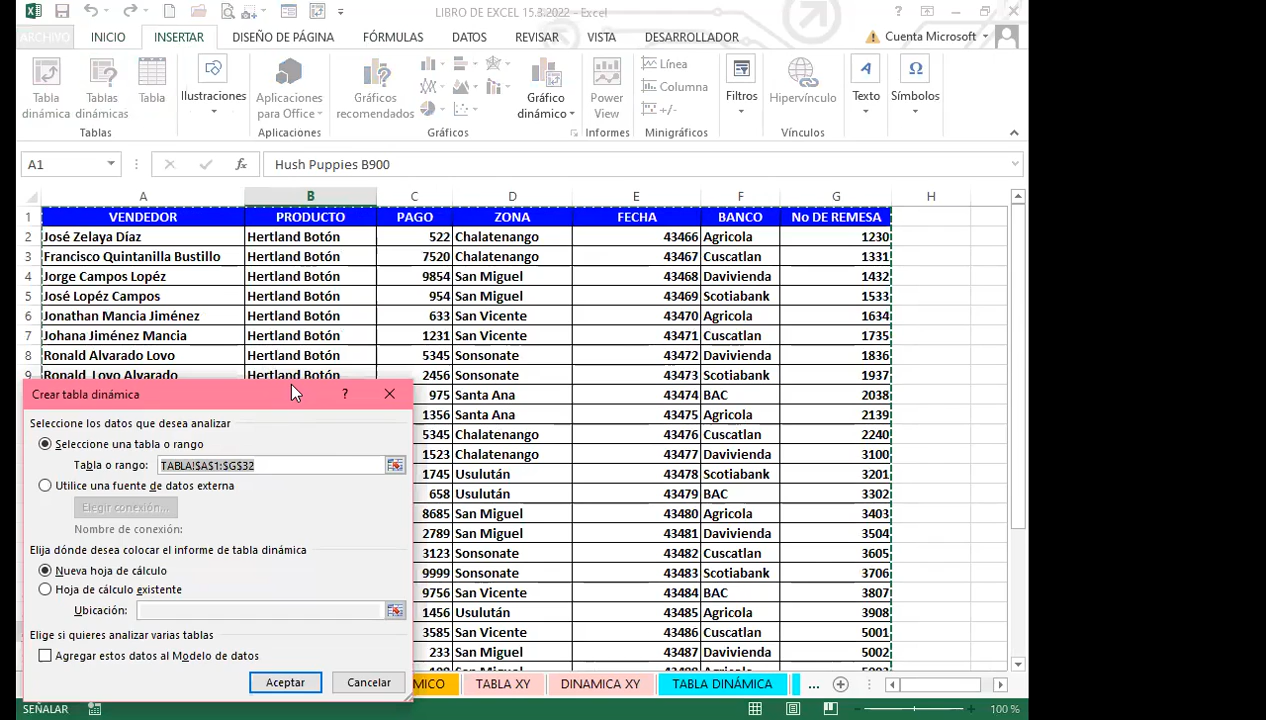 LIBRO DE EXCEL 15.3.2022 - Excel
ARCHIVO INICIO INSERTAR DISEÑO DE PÁGINA FÓRMULAS DATOS REVISAR VISTA DESARROLLADOR Cuenta Microsoft
Tabla dinámica
Tablas dinámicas
Tabla
Ilustraciones
Aplicaciones para Office
Gráficos recomendados
Gráfico dinámico
Power View
Línea
Columna
+/-
Filtros
Hipervínculo
Texto
Símbolos
Tablas Aplicaciones Gráficos Informes Minigráficos Vínculos
A1 fx Hush Puppies B900
A B C D E F G H
1 VENDEDOR PRODUCTO PAGO ZONA FECHA BANCO No DE REMESA
2 José Zelaya Díaz Hertland Botón 522 Chalatenango 43466 Agricola 1230
3 Francisco Quintanilla Bustillo Hertland Botón 7520 Chalatenango 43467 Cuscatlan 1331
4 Jorge Campos Lopéz Hertland Botón 9854 San Miguel 43468 Davivienda 1432
5 José Lopéz Campos Hertland Botón 954 San Miguel 43469 Scotiabank 1533
6 Jonathan Mancia Jiménez Hertland Botón 633 San Vicente 43470 Agricola 1634
7 Johana Jiménez Mancia Hertland Botón 1231 San Vicente 43471 Cuscatlan 1735
8 Ronald Alvarado Lovo Hertland Botón 5345 Sonsonate 43472 Davivienda 1836
9 Ronald Lovo Alvarado Hertland Botón 2456 Sonsonate 43473 Scotiabank 1937
975 Santa Ana 43474 BAC 2038
1356 Santa Ana 43475 Agricola 2139
5345 Chalatenango 43476 Cuscatlan 2240
1523 Chalatenango 43477 Davivienda 3100
1745 Usulután 43478 Scotiabank 3201
658 Usulután 43479 BAC 3302
8685 San Miguel 43480 Agricola 3403
2789 San Miguel 43481 Davivienda 3504
3123 Sonsonate 43482 Cuscatlan 3605
9999 Sonsonate 43483 Scotiabank 3706
9756 San Vicente 43484 BAC 3807
1456 Usulután 43485 Agricola 3908
3585 San Vicente 43486 Cuscatlan 5001
233 San Vicente 43487 Davivienda 5002
Crear tabla dinámica ?
Seleccione los datos que desea analizar
Seleccione una tabla o rango
Tabla o rango: TABLA!$A$1:$G$32
Utilice una fuente de datos externa
Elegir conexión...
Nombre de conexión:
Elija dónde desea colocar el informe de tabla dinámica
Nueva hoja de cálculo
Hoja de cálculo existente
Ubicación:
Elige si quieres analizar varias tablas
Agregar estos datos al Modelo de datos
Aceptar Cancelar
MICO TABLA XY DINAMICA XY TABLA DINÁMICA ...
SEÑALAR 100 %